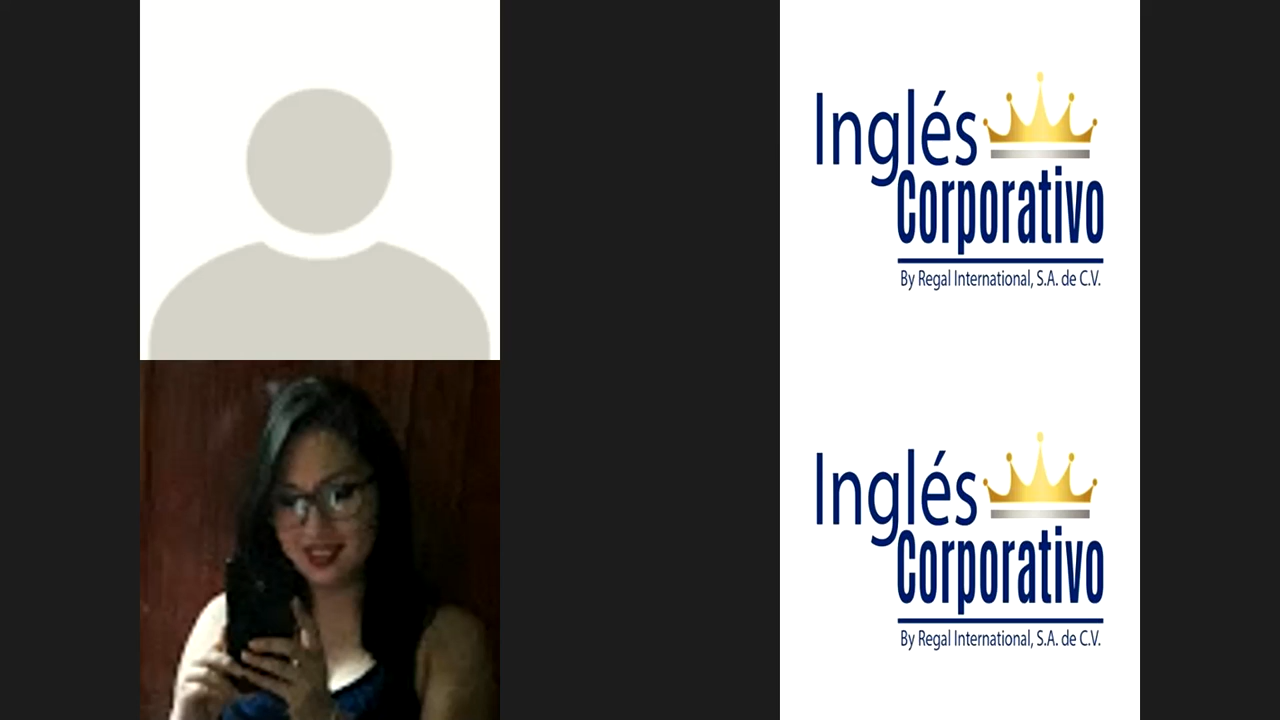 Inglés
Corporativo
By Regal International, S.A. de C.V.
Inglés
Corporativo
By Regal International, S.A. de C.V.